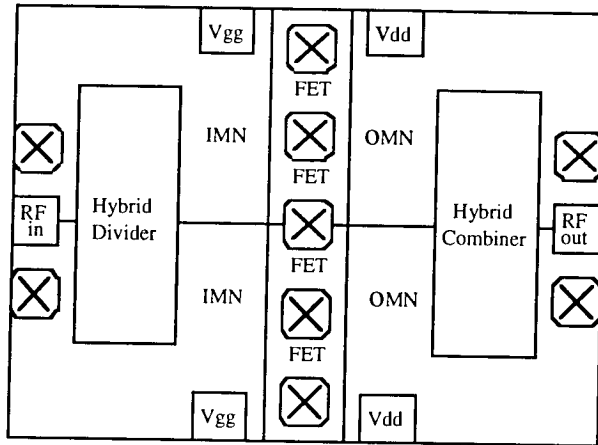 Vgg
Vdd
FET
IMN
OMN
FET
RF
in
Hybrid
Divider
Hybrid
Combiner
RF
out
FET
IMN
OMN
FET
Vgg
Vdd